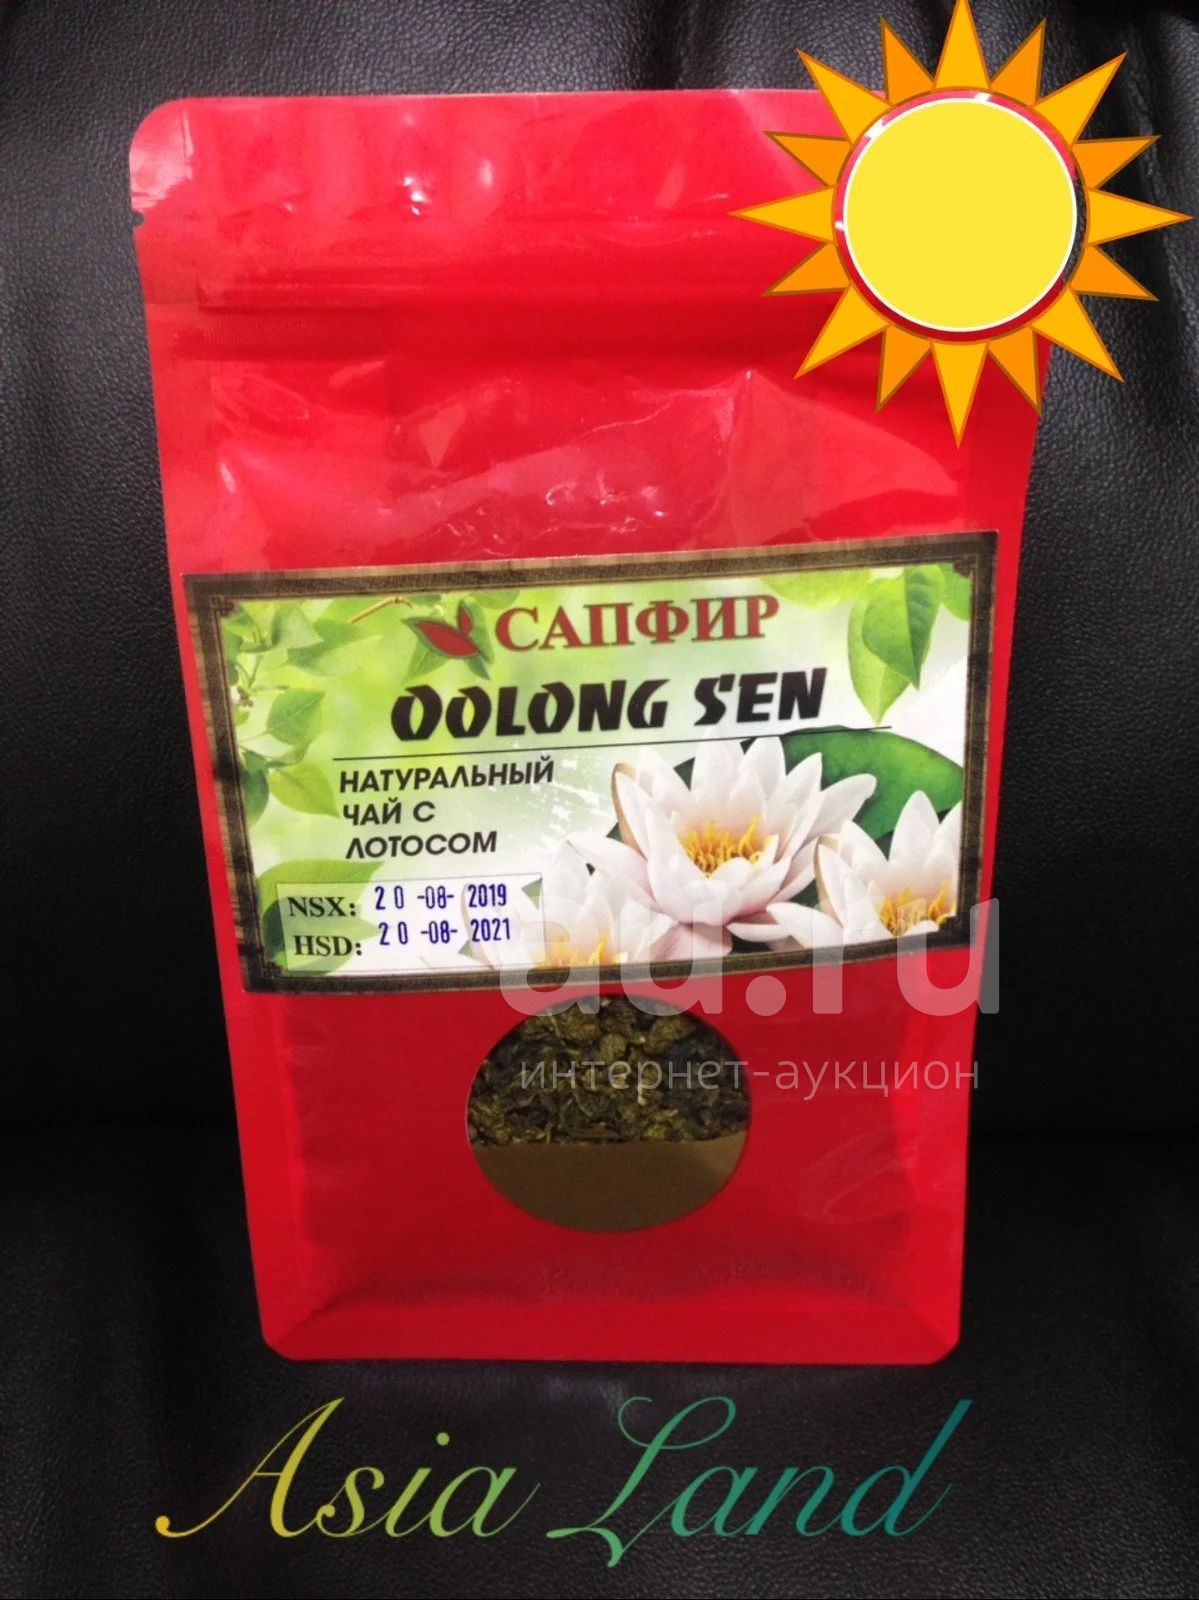 САПФИР
OOLONG SEN
НАТУРАЛЬНЫЙ
ЧАЙ С
ЛОТОСОМ
NSX: 20 -08- 2019
HSD: 20 -08- 2021
au.ru
интернет-аукцион
Asia Land